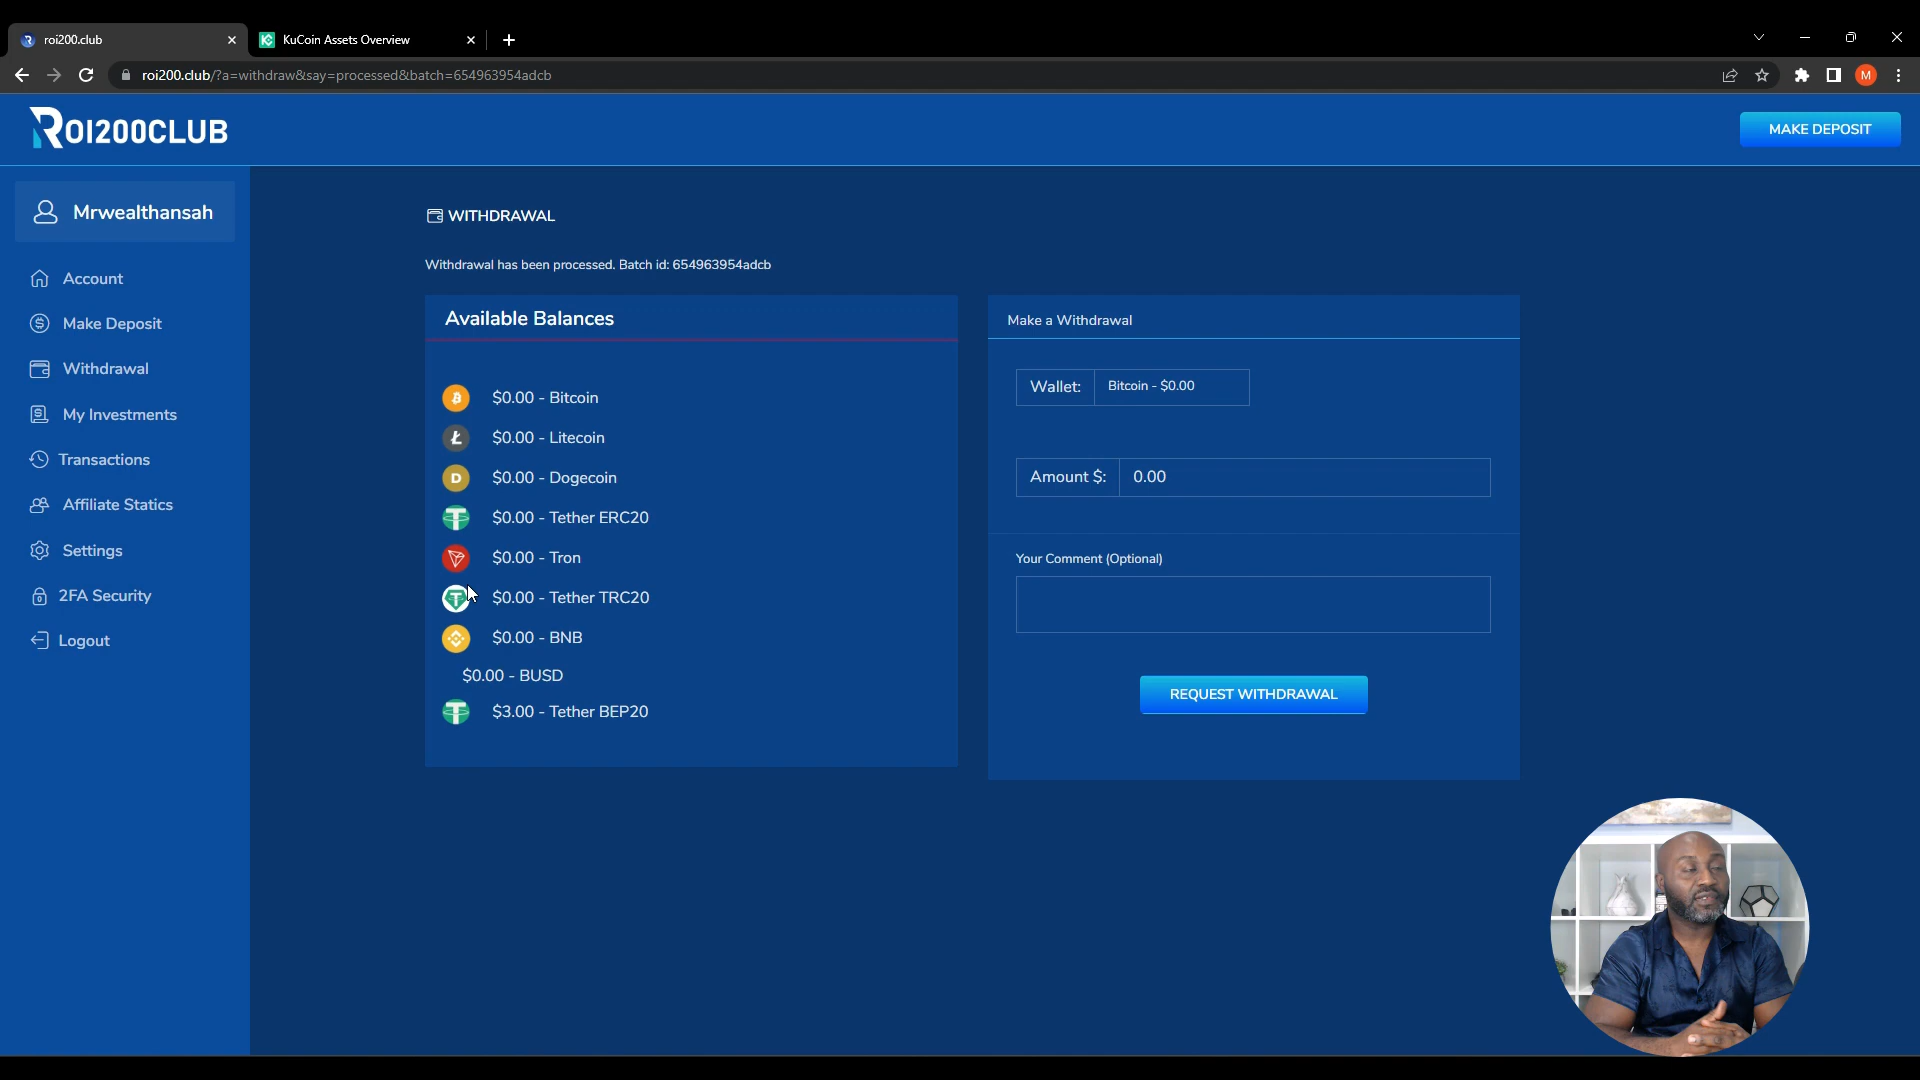 roi200.club
KuCoin Assets Overview
roi200.club/?a=withdraw&say=processed&batch=654963954adcb
M
ROI200CLUB
MAKE DEPOSIT
Mrwealthansah
Account
Make Deposit
Withdrawal
My Investments
Transactions
Affiliate Statics
Settings
2FA Security
Logout
WITHDRAWAL
Withdrawal has been processed. Batch id: 654963954adcb
Available Balances
$0.00 - Bitcoin
$0.00 - Litecoin
$0.00 - Dogecoin
$0.00 - Tether ERC20
$0.00 - Tron
$0.00 - Tether TRC20
$0.00 - BNB
$0.00 - BUSD
$3.00 - Tether BEP20
Make a Withdrawal
Wallet: Bitcoin - $0.00
Amount $: 0.00
Your Comment (Optional)
REQUEST WITHDRAWAL